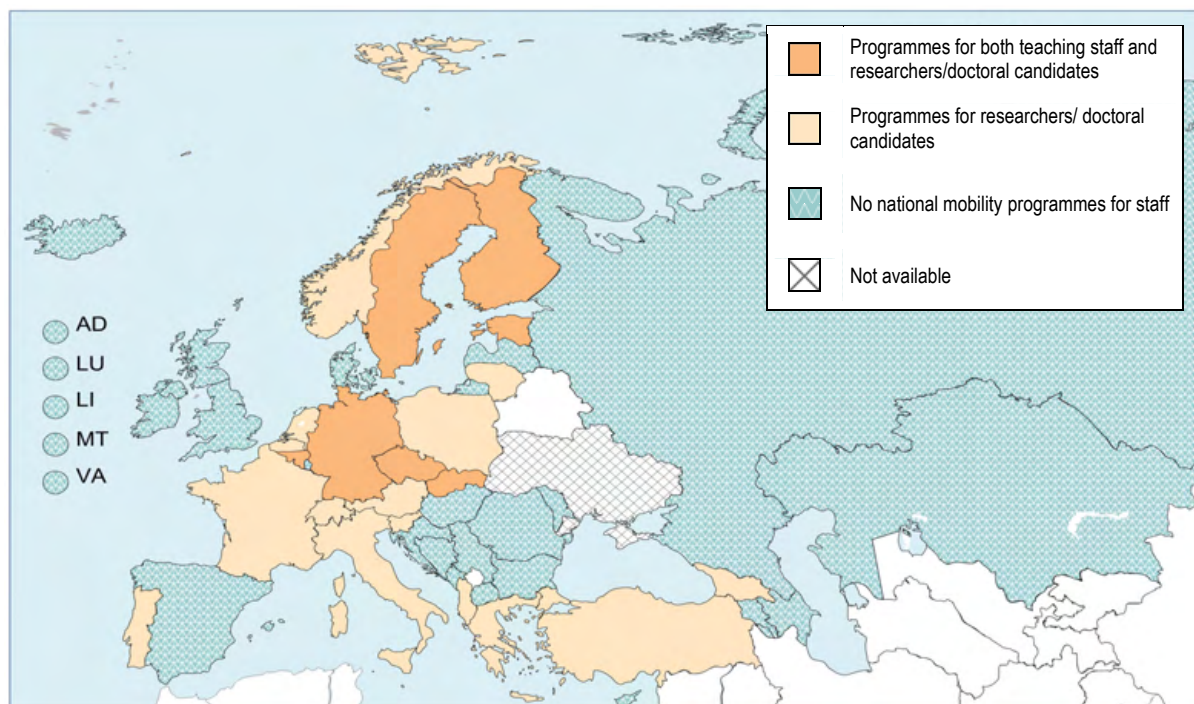 Programmes for both teaching staff and
researchers/doctoral candidates
Programmes for researchers/ doctoral
candidates
No national mobility programmes for staff
Not available
AD
LU
LI
MT
VA